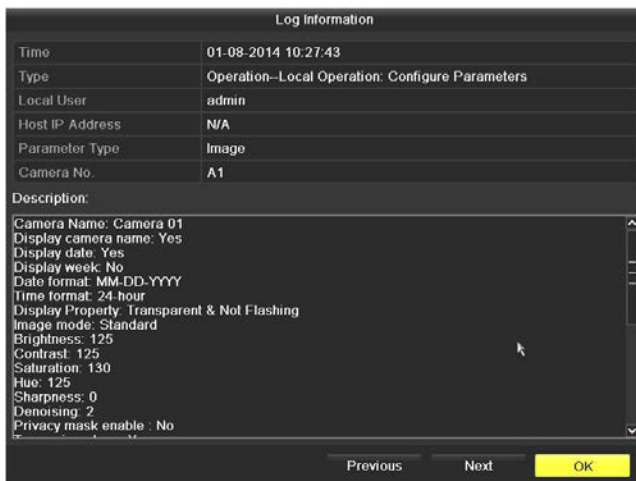 Log Information
Time 01-08-2014 10:27:43
Type Operation--Local Operation: Configure Parameters
Local User admin
Host IP Address N/A
Parameter Type Image
Camera No. A1
Description:
Camera Name: Camera 01
Display camera name: Yes
Display date: Yes
Display week: No
Date format: MM-DD-YYYY
Time format: 24-hour
Display Property: Transparent & Not Flashing
Image mode: Standard
Brightness: 125
Contrast: 125
Saturation: 130
Hue: 125
Sharpness: 0
Denoising: 2
Privacy mask enable : No
Previous Next OK